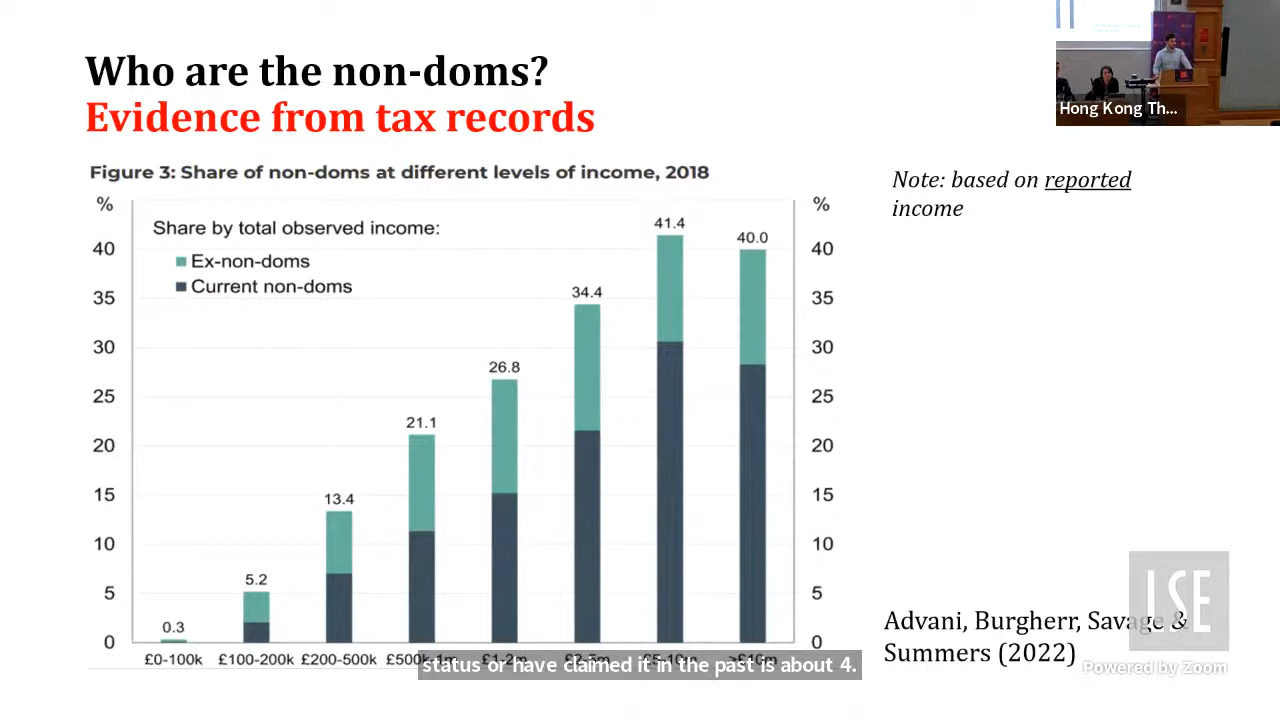 Who are the non-doms?
Evidence from tax records
Hong Kong Th...
Figure 3: Share of non-doms at different levels of income, 2018
Note: based on reported
income
% %
Share by total observed income:
Ex-non-doms
Current non-doms
40 40
35 35
30 30
25 25
20 20
15 15
10 10
5 5
0 0
0.3
5.2
13.4
21.1
26.8
34.4
41.4
40.0
£0-100k £100-200k £200-500k £500k-1m £1-2m
status or have claimed it in the past is about 4.
Advani, Burgherr, Savage &
Summers (2022)
LSE
Powered by Zoom